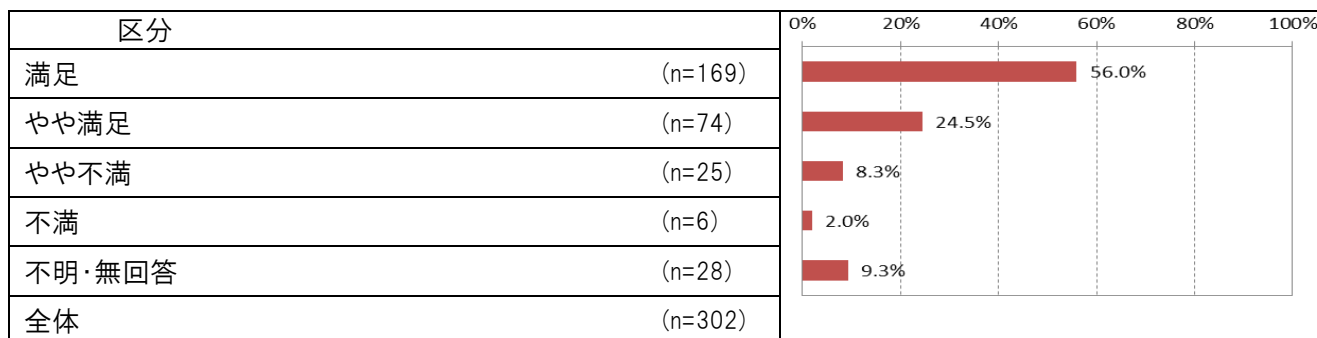 区分 0% 20% 40% 60% 80% 100%
満足 (n=169) 56.0%
やや満足 (n=74) 24.5%
やや不満 (n=25) 8.3%
不満 (n=6) 2.0%
不明・無回答 (n=28) 9.3%
全体 (n=302)